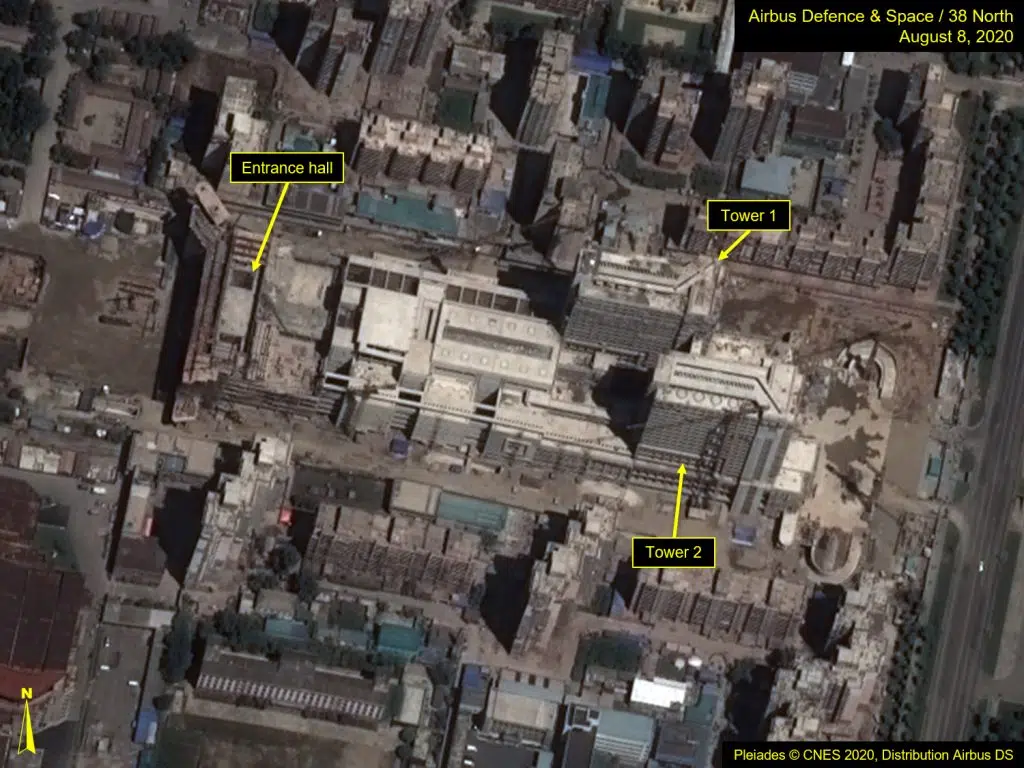 Airbus Defence & Space / 38 North
August 8, 2020
Entrance hall
Tower 1
Tower 2
N
Pleiades © CNES 2020, Distribution Airbus DS